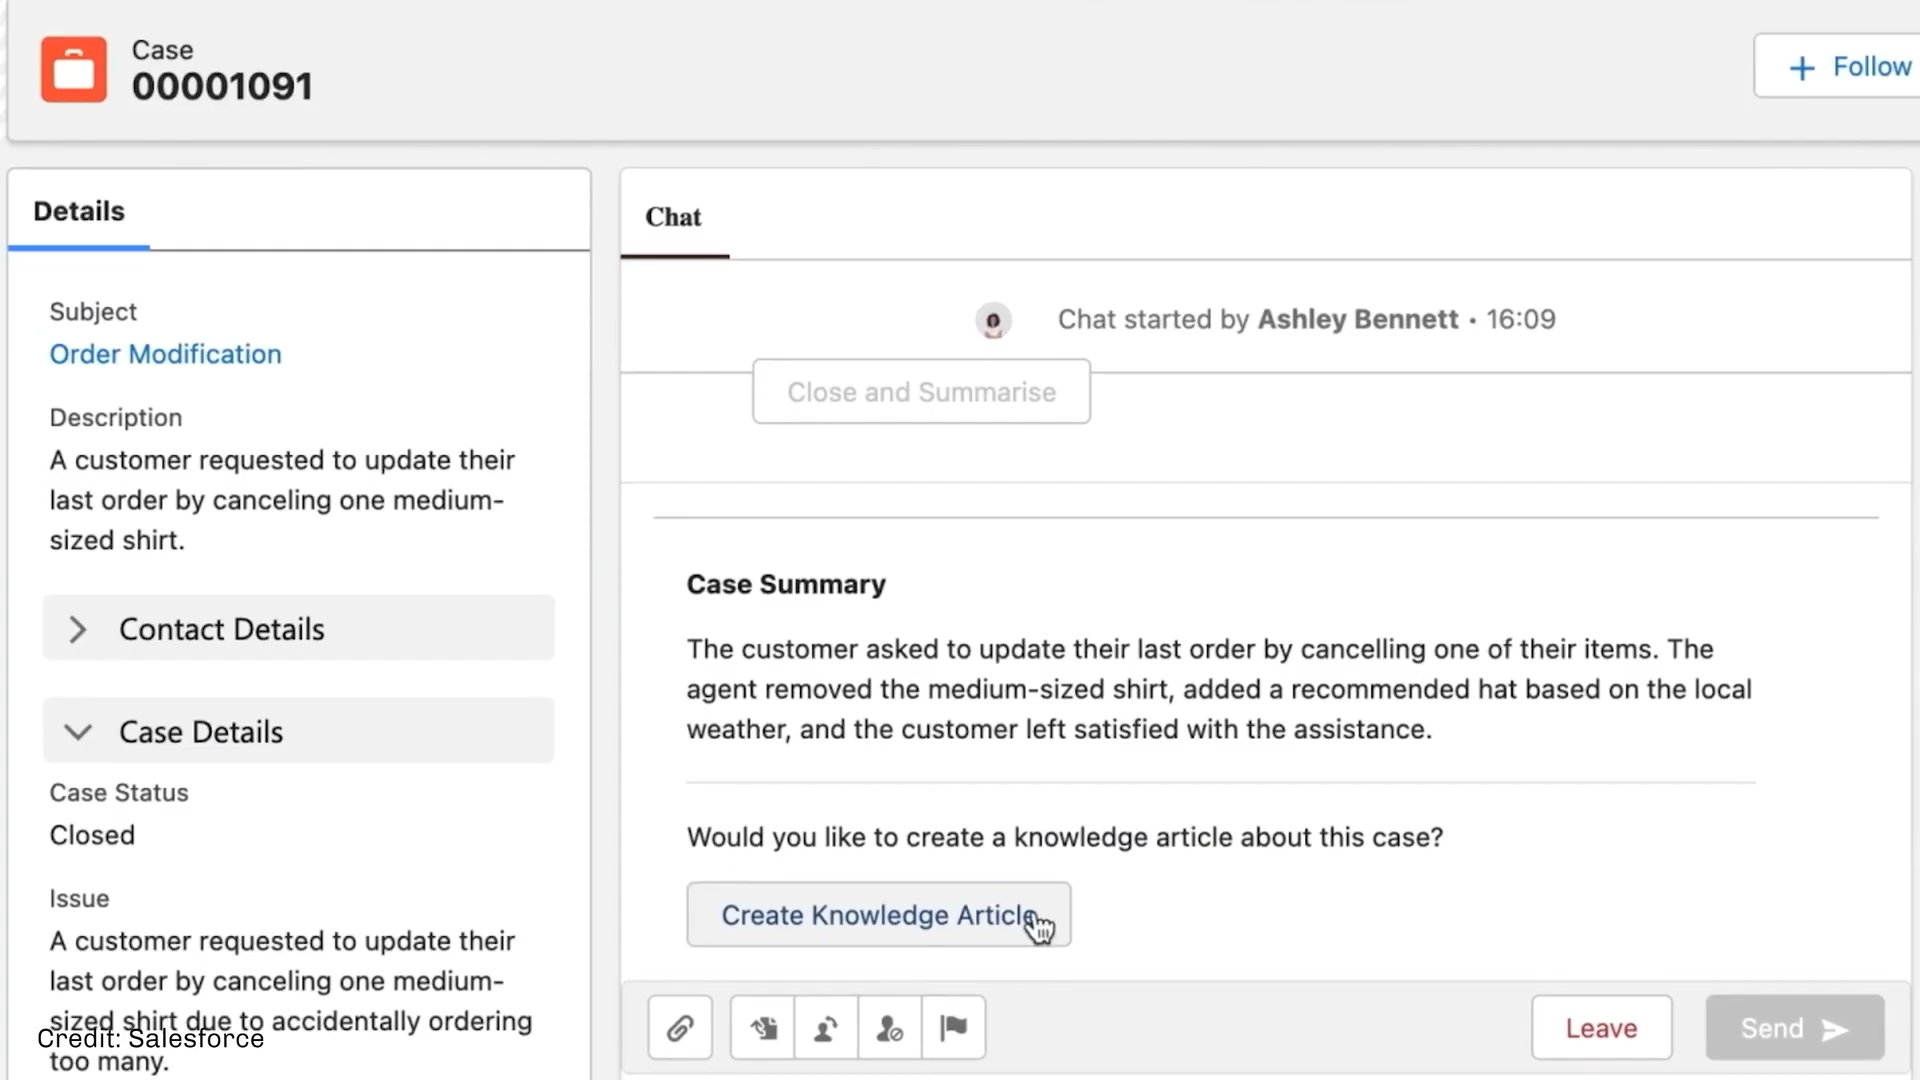 Case
00001091
+ Follow
Details
Subject
Order Modification
Description
A customer requested to update their
last order by canceling one medium-
sized shirt.
Contact Details
Case Details
Case Status
Closed
Issue
A customer requested to update their
last order by canceling one medium-
sized shirt due to accidentally ordering
too many.
Credit: Salesforce
Chat
Chat started by Ashley Bennett • 16:09
Close and Summarise
Case Summary
The customer asked to update their last order by cancelling one of their items. The
agent removed the medium-sized shirt, added a recommended hat based on the local
weather, and the customer left satisfied with the assistance.
Would you like to create a knowledge article about this case?
Create Knowledge Article
Leave
Send